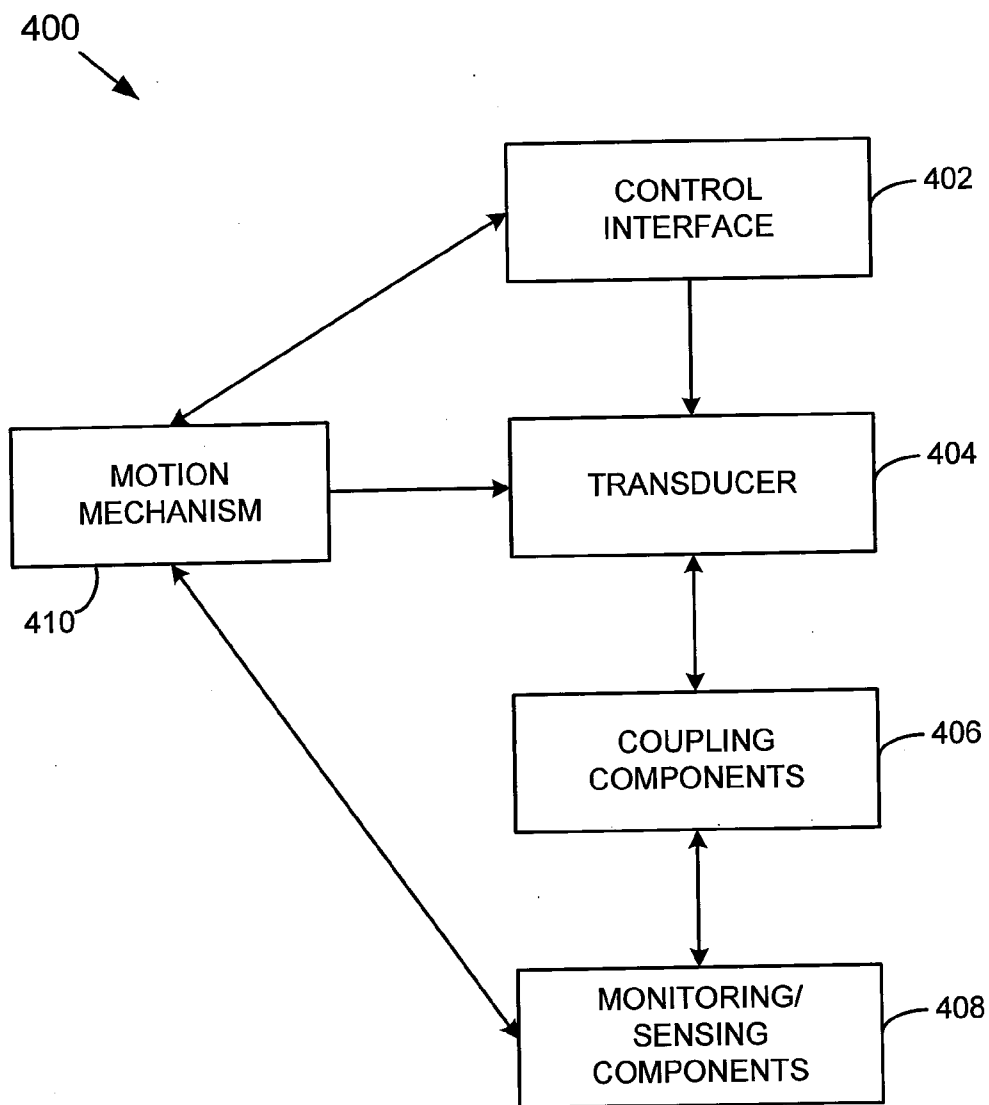 400
CONTROL
INTERFACE
402
MOTION
MECHANISM
410
TRANSDUCER
404
COUPLING
COMPONENTS
406
MONITORING/
SENSING
COMPONENTS
408